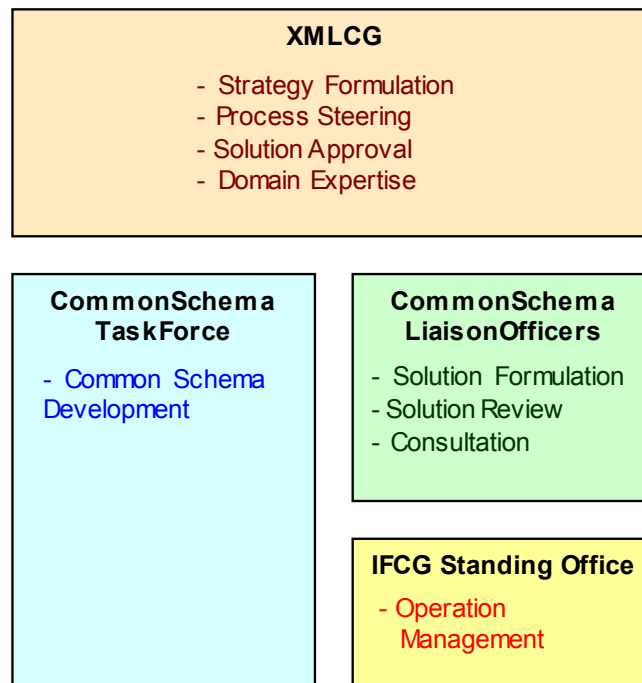 XMLCG
- Strategy Formulation
- Process Steering
- Solution Approval
- Domain Expertise
CommonSchema
TaskForce
- Common Schema
Development
CommonSchema
LiaisonOfficers
- Solution Formulation
- Solution Review
- Consultation
IFCG Standing Office
- Operation
Management